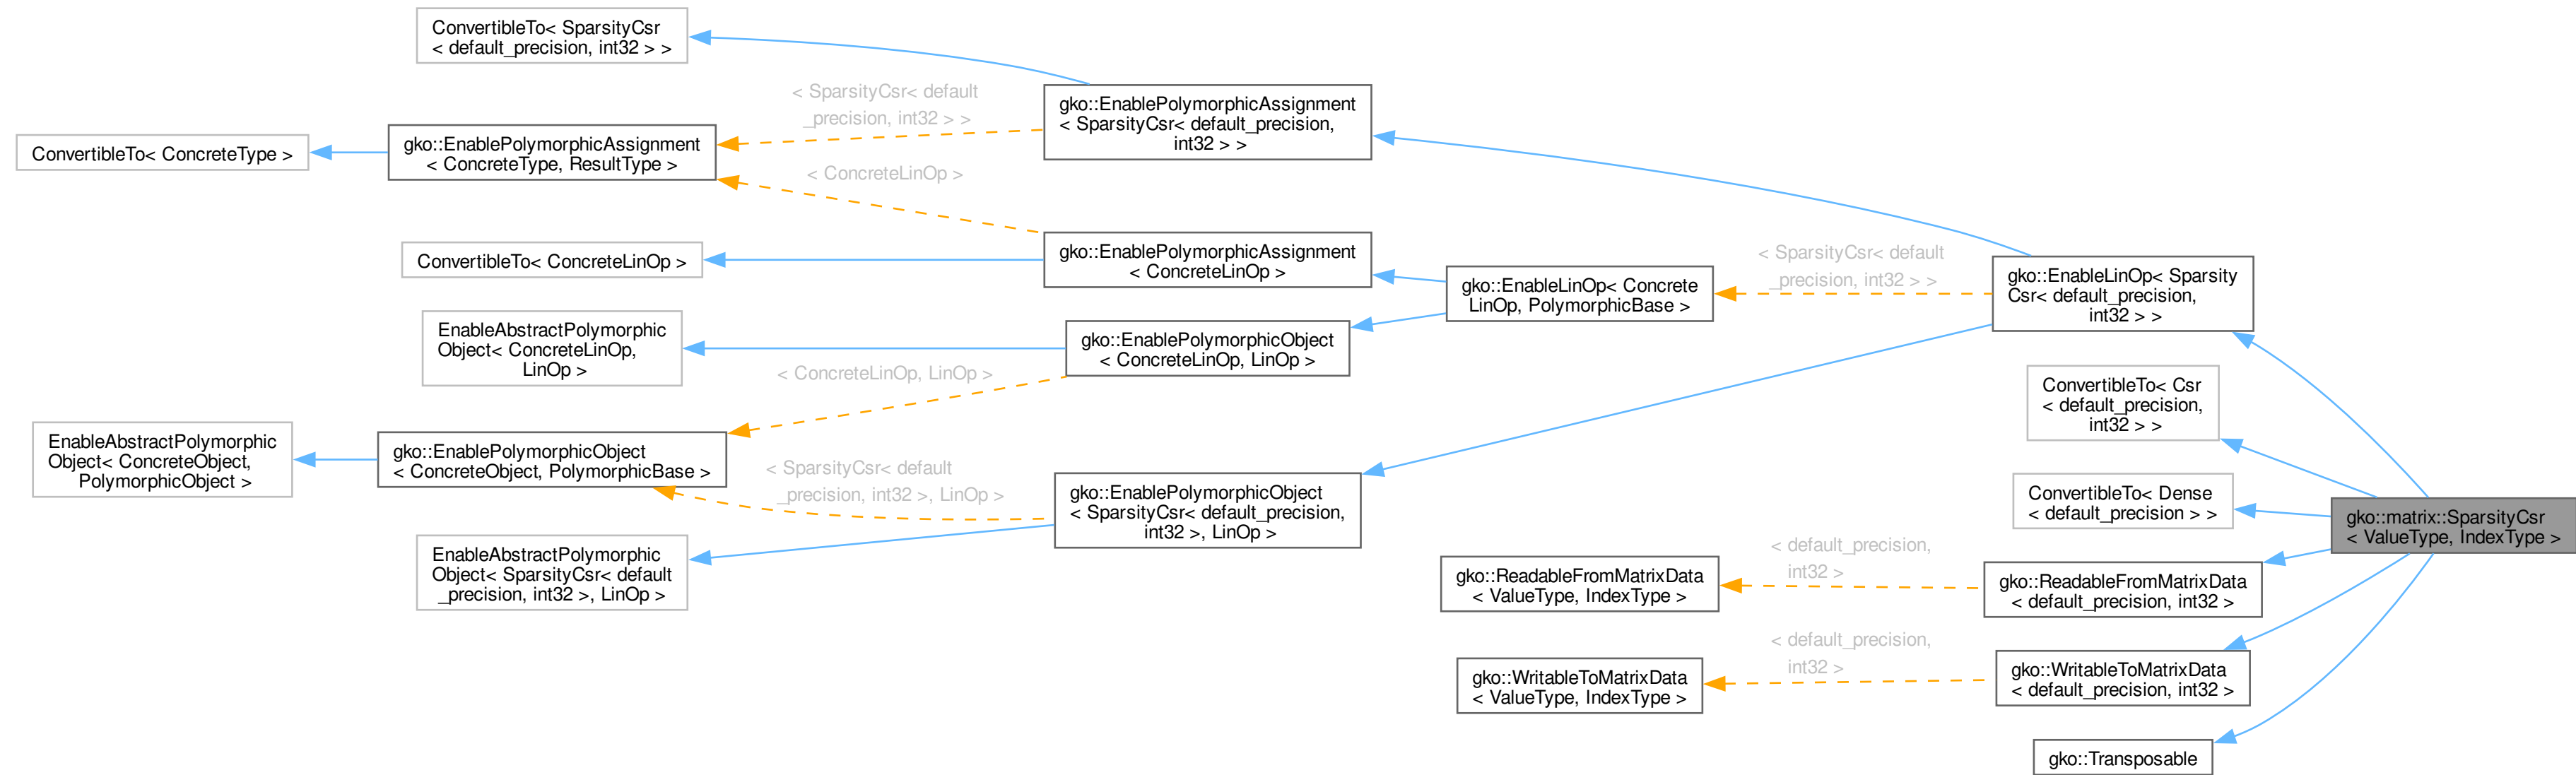 ConvertibleTo< SparsityCsr
< default_precision, int32 > >
< SparsityCsr< default
_precision, int32 > >
gko::EnablePolymorphicAssignment
< SparsityCsr< default_precision,
int32 > >
ConvertibleTo< ConcreteType >
gko::EnablePolymorphicAssignment
< ConcreteType, ResultType >
< ConcreteLinOp >
ConvertibleTo< ConcreteLinOp >
gko::EnablePolymorphicAssignment
< ConcreteLinOp >
gko::EnableLinOp< Concrete
LinOp, PolymorphicBase >
< SparsityCsr< default
_precision, int32 > >
gko::EnableLinOp< Sparsity
Csr< default_precision,
int32 > >
EnableAbstractPolymorphic
Object< ConcreteLinOp,
LinOp >
gko::EnablePolymorphicObject
< ConcreteLinOp, LinOp >
< ConcreteLinOp, LinOp >
ConvertibleTo< Csr
< default_precision,
int32 > >
EnableAbstractPolymorphic
Object< ConcreteObject,
PolymorphicObject >
gko::EnablePolymorphicObject
< ConcreteObject, PolymorphicBase >
< SparsityCsr< default
_precision, int32 >, LinOp >
gko::EnablePolymorphicObject
< SparsityCsr< default_precision,
int32 >, LinOp >
ConvertibleTo< Dense
< default_precision > >
gko::matrix::SparsityCsr
< ValueType, IndexType >
EnableAbstractPolymorphic
Object< SparsityCsr< default
_precision, int32 >, LinOp >
gko::ReadableFromMatrixData
< ValueType, IndexType >
< default_precision,
int32 >
gko::ReadableFromMatrixData
< default_precision, int32 >
gko::WritableToMatrixData
< ValueType, IndexType >
< default_precision,
int32 >
gko::WritableToMatrixData
< default_precision, int32 >
gko::Transposable